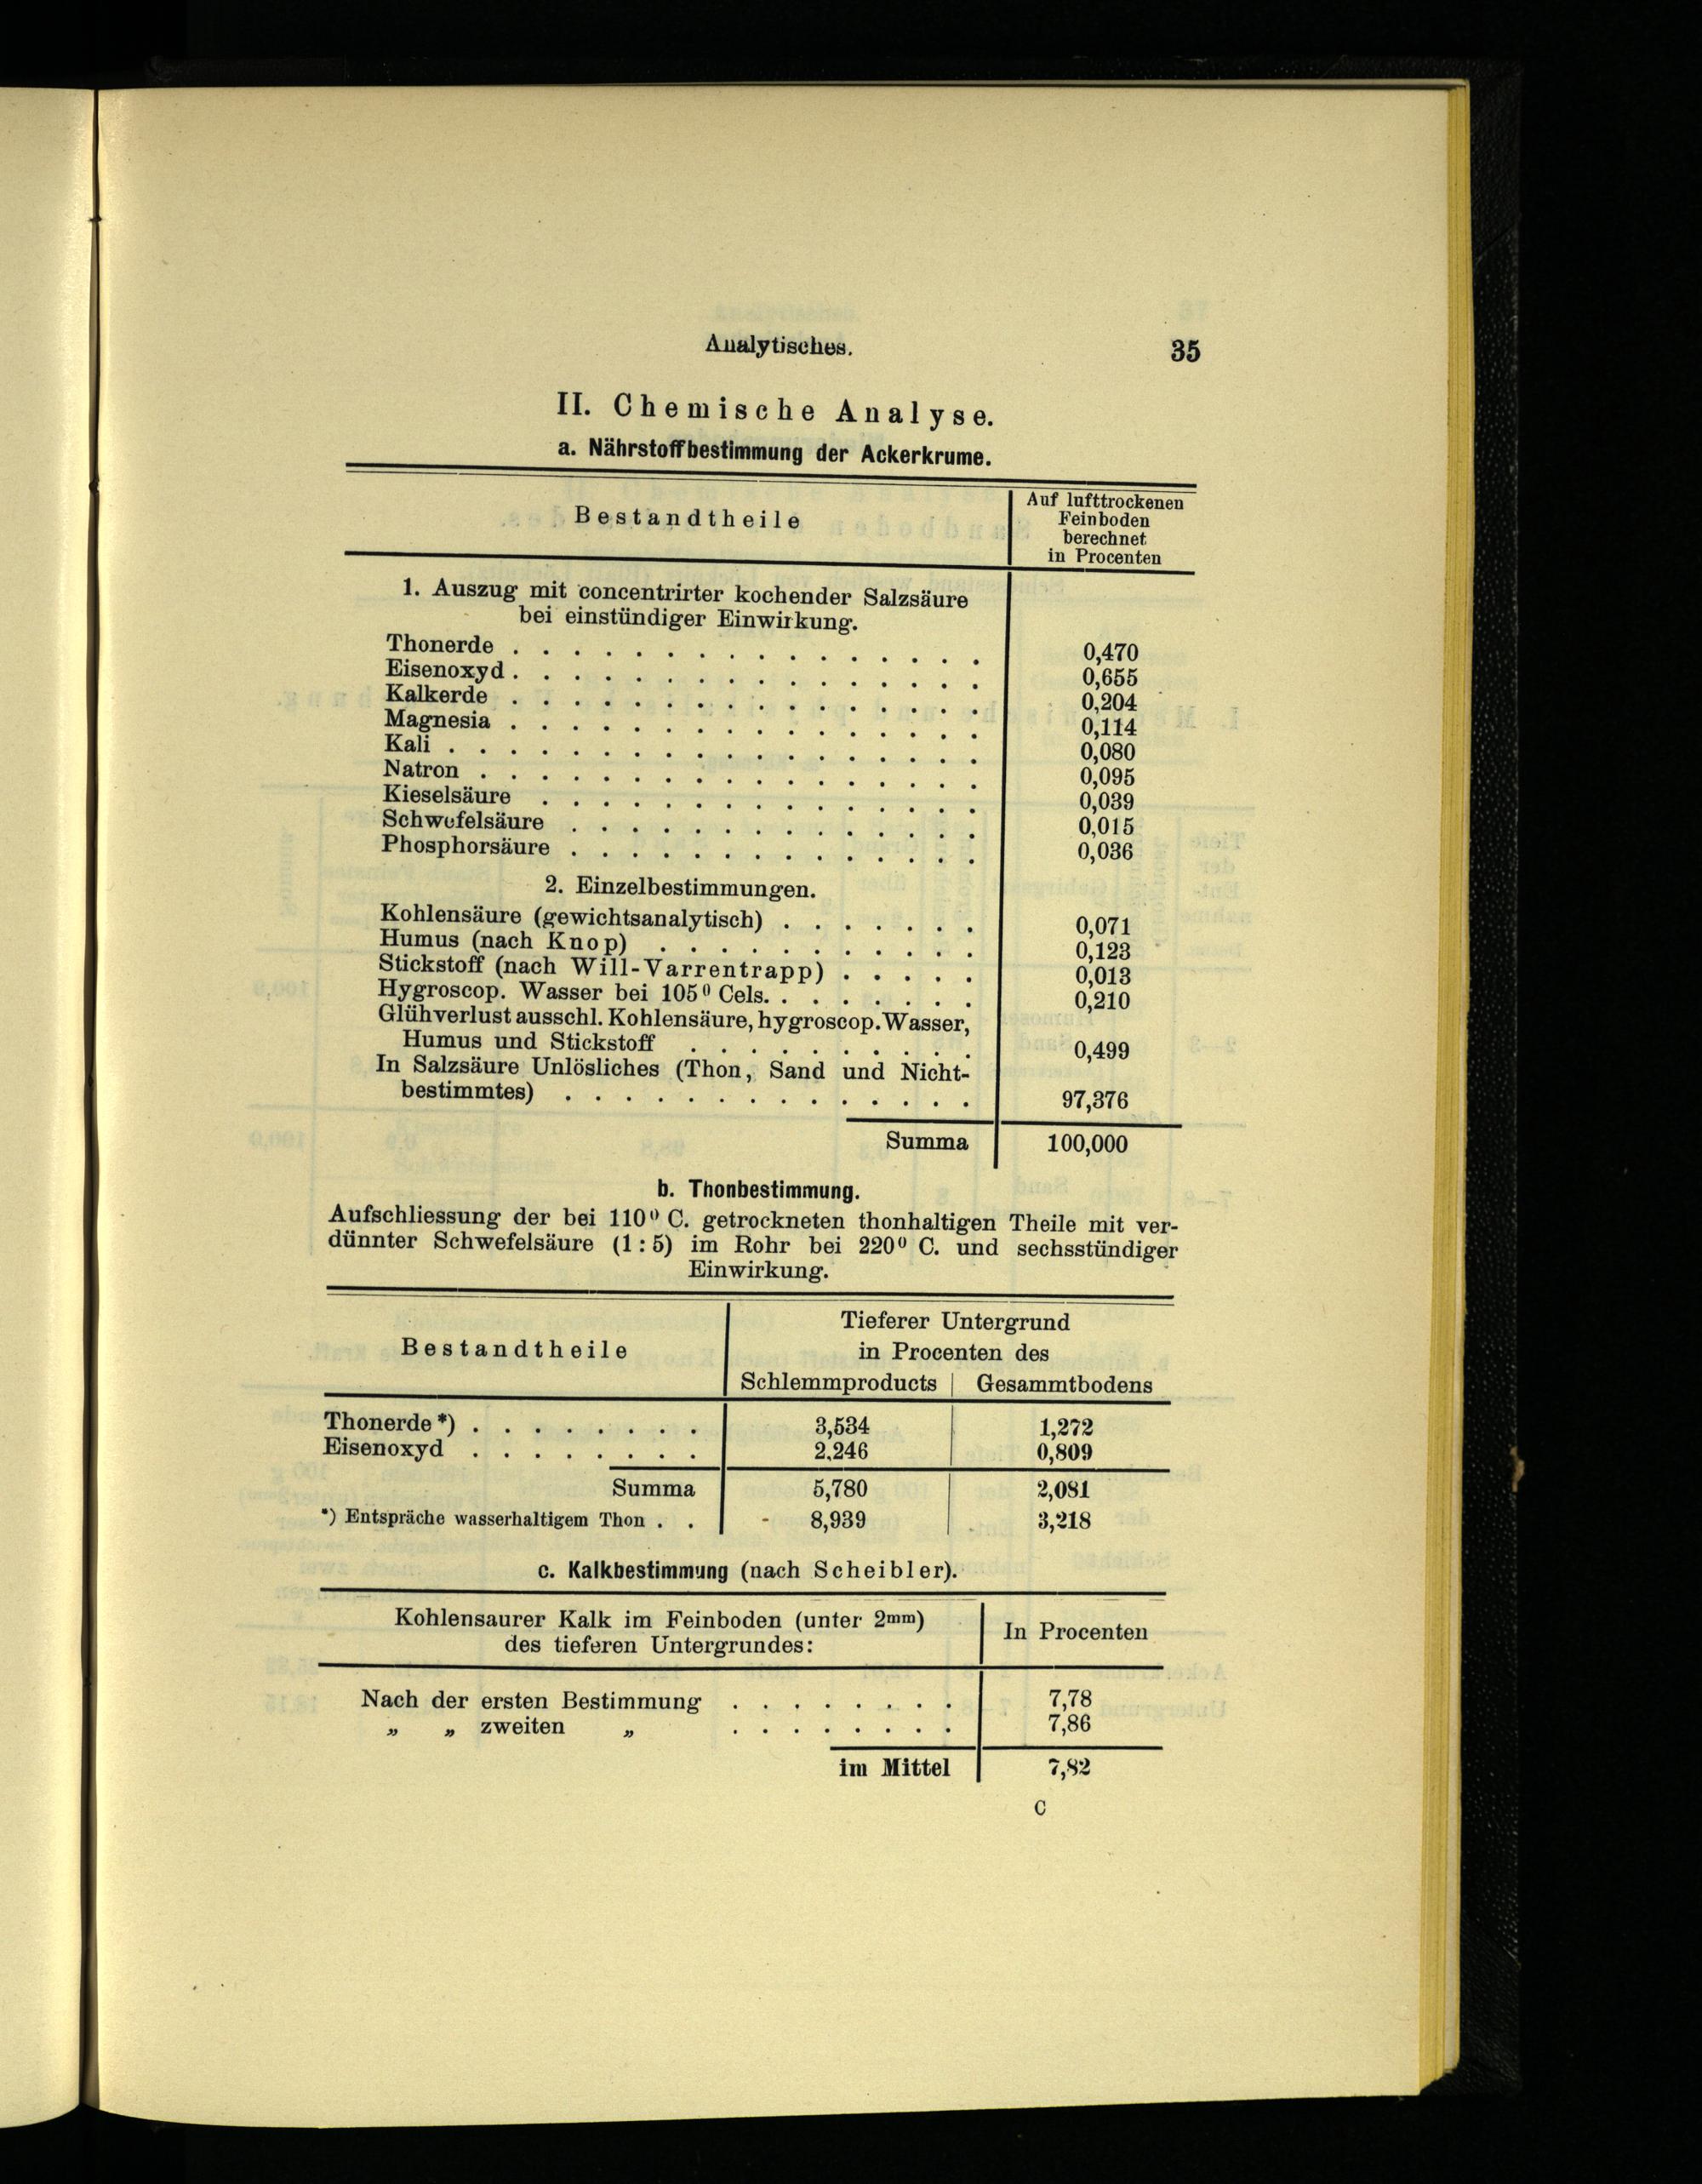 Analytisches. 35
II. Chemische Analyse.
a. Nährstoffbestimmung der Ackerkrume.
Bestandtheile
Auf lufttrockenen
Feinboden
berechnet
in Procenten
1. Auszug mit concentrirter kochender Salzsäure
bei einstündiger Einwirkung.
Thonerde . . . . . . . . . . . . . . . . 0,470
Eisenoxyd . . . . . . . . . . . . . . . . 0,655
Kalkerde . . . . . . . . . . . . . . . . 0,204
Magnesia . . . . . . . . . . . . . . . . 0,114
Kali . . . . . . . . . . . . . . . . . . 0,080
Natron . . . . . . . . . . . . . . . . . 0,095
Kieselsäure . . . . . . . . . . . . . . . 0,039
Schwefelsäure . . . . . . . . . . . . . . 0,015
Phosphorsäure . . . . . . . . . . . . . . 0,036
2. Einzelbestimmungen.
Kohlensäure (gewichtsanalytisch) . . . . . . . 0,071
Humus (nach Knop) . . . . . . . . . . . 0,123
Stickstoff (nach Will-Varrentrapp) . . . . . 0,013
Hygroscop. Wasser bei 105⁰ Cels. . . . . . . . 0,210
Glühverlust ausschl. Kohlensäure, hygroscop. Wasser,
Humus und Stickstoff . . . . . . . . . . 0,499
In Salzsäure Unlösliches (Thon, Sand und Nicht-
bestimmtes) . . . . . . . . . . . . . . 97,376
Summa 100,000
b. Thonbestimmung.
Aufschliessung der bei 110⁰ C. getrockneten thonhaltigen Theile mit ver-
dünnter Schwefelsäure (1 : 5) im Rohr bei 220⁰ C. und sechsstündiger
Einwirkung.
Bestandtheile
Tieferer Untergrund
in Procenten des
Schlemmproducts | Gesammtbodens
Thonerde *) . . . . . . . . 3,534 1,272
Eisenoxyd . . . . . . . . 2,246 0,809
Summa 5,780 2,081
*) Entspräche wasserhaltigem Thon . . 8,939 3,218
c. Kalkbestimmung (nach Scheibler).
Kohlensaurer Kalk im Feinboden (unter 2mm)
des tieferen Untergrundes:
In Procenten
Nach der ersten Bestimmung . . . . . . . . 7,78
„ „ zweiten „ . . . . . . . . 7,86
im Mittel 7,82
C